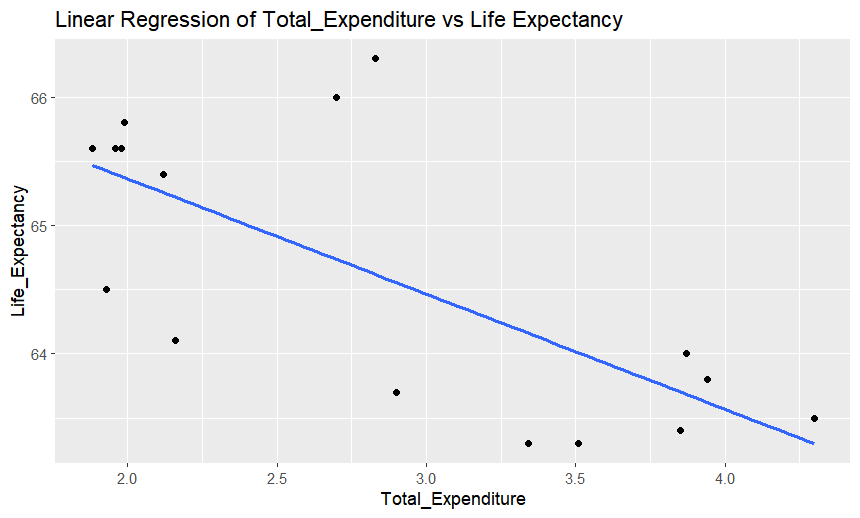 Linear Regression of Total_Expenditure vs Life Expectancy
66
65
64
Life_Expectancy
2.0 2.5 3.0 3.5 4.0
Total_Expenditure